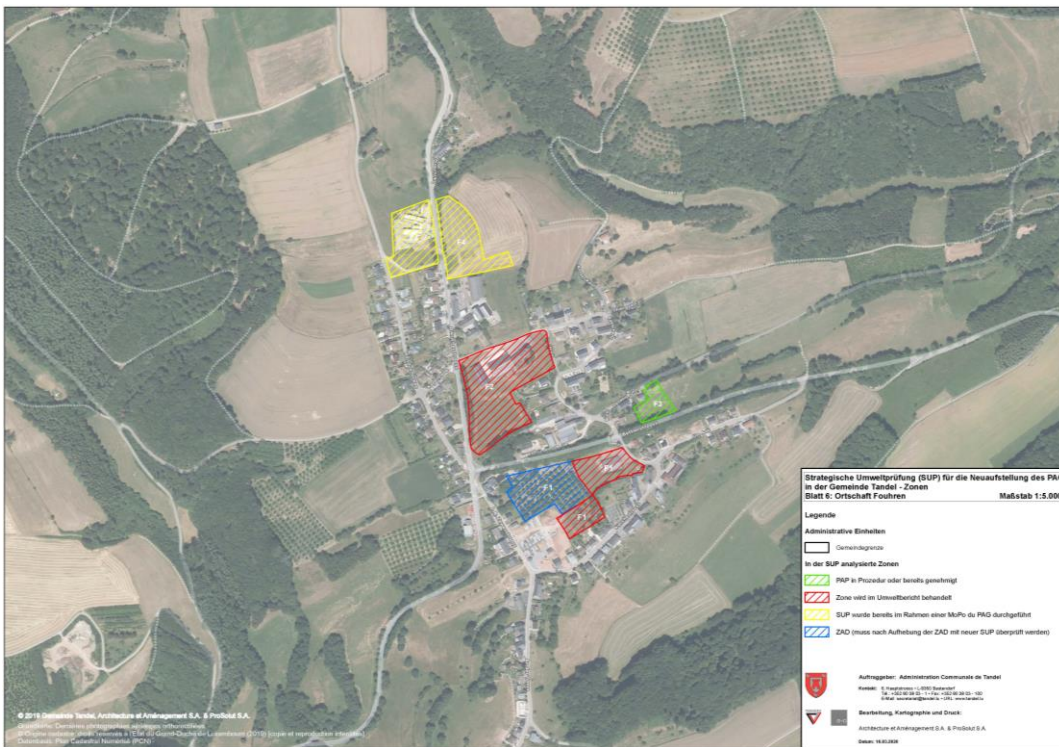 F4
F2
F3
F1
F1
F1
Strategische Umweltprüfung (SUP) für die Neuaufstellung des PAG
in der Gemeinde Tandel - Zonen
Blatt 6: Ortschaft Fouhren Maßstab 1:5.000
Legende
Administrative Einheiten
Gemeindegrenze
In der SUP analysierte Zonen
PAP in Prozedur oder bereits genehmigt
Zone wird im Umweltbericht behandelt
SUP wurde bereits im Rahmen einer MoPo du PAG durchgeführt
ZAD (muss nach Aufhebung der ZAD mit neuer SUP überprüft werden)
Auftraggeber: Administration Communale de Tandel
Kontakt:
Bearbeitung, Kartographie und Druck:
Architecture et Aménagement S.A. & ProSolut S.A.
Datum:
© 2019 Gemeinde Tandel, Architecture et Aménagement S.A. & ProSolut S.A.